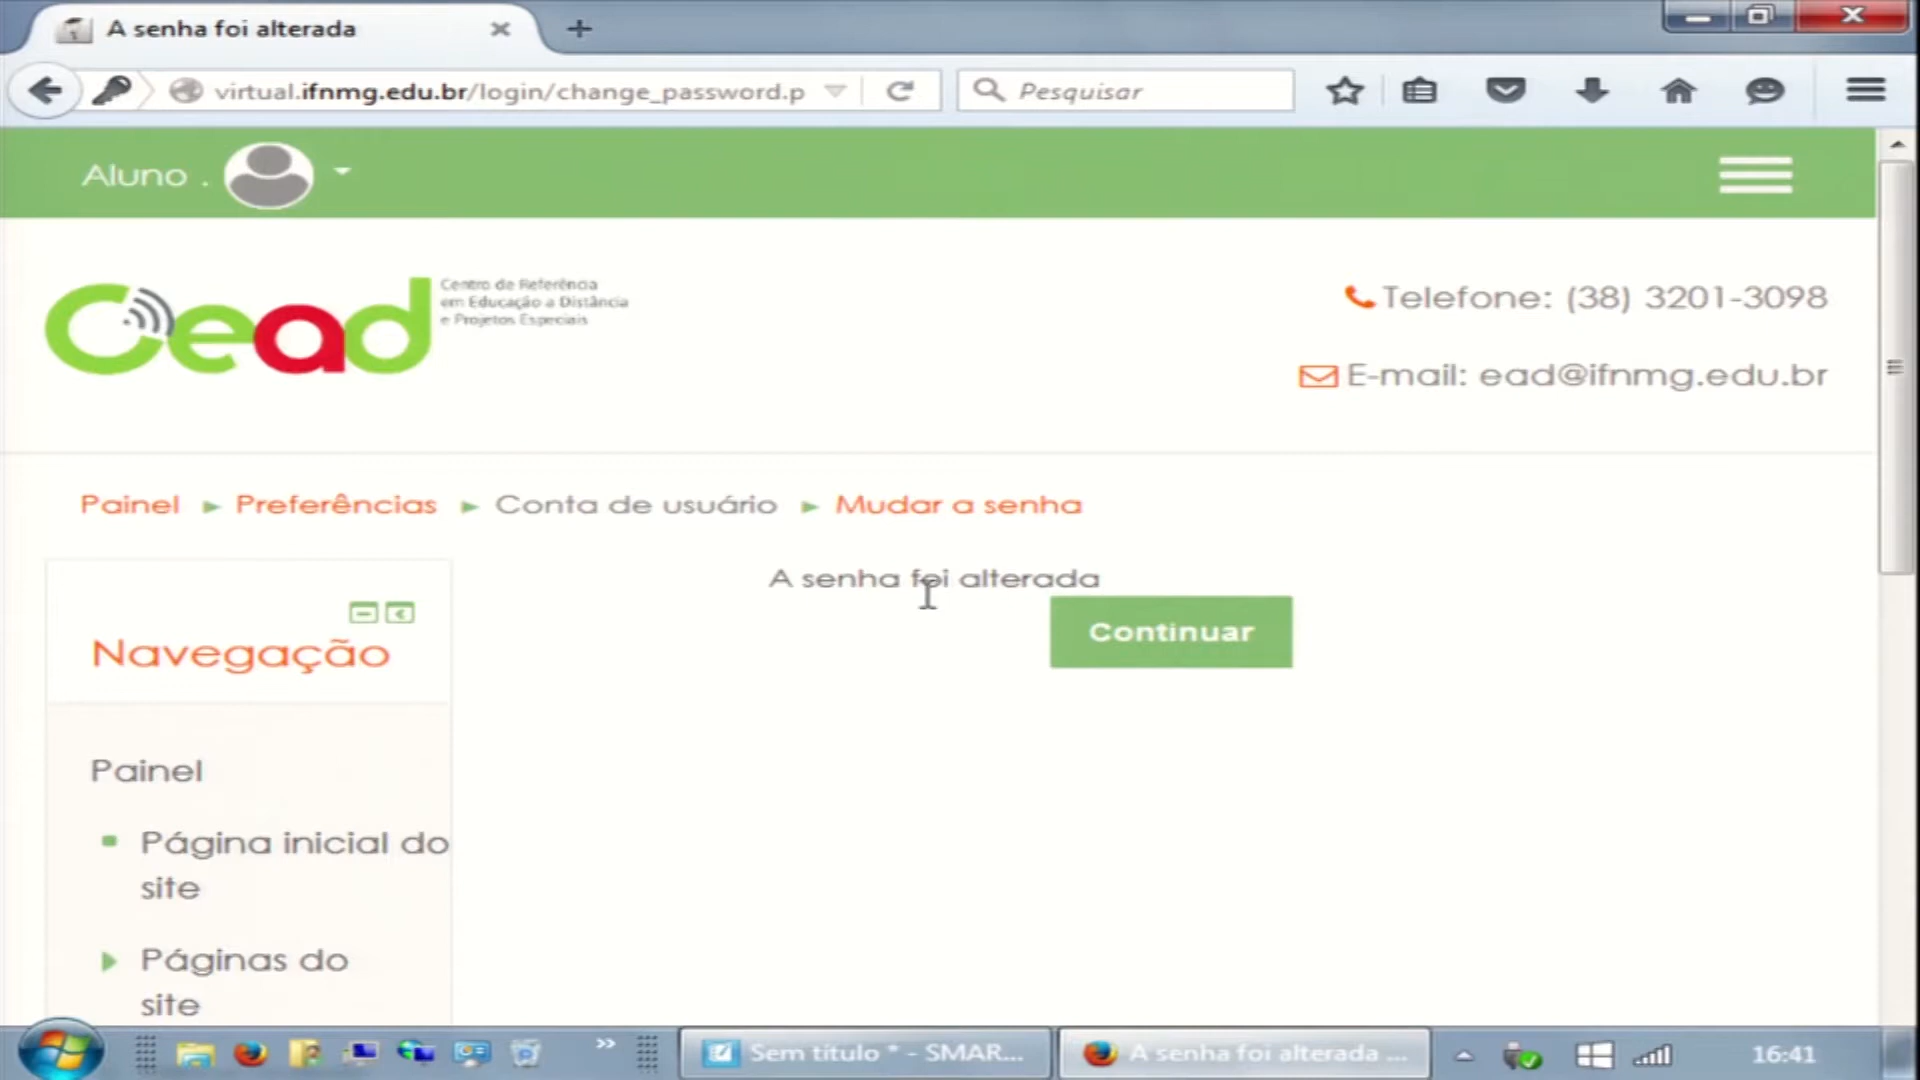 A senha foi alterada
virtual.ifnmg.edu.br/login/change_password.p
Pesquisar
Aluno .
Cead
Centro de Referência
em Educação a Distância
e Projetos Especiais
Telefone: (38) 3201-3098
E-mail: ead@ifnmg.edu.br
Painel ► Preferências ► Conta de usuário ► Mudar a senha
A senha foi alterada
Continuar
Navegação
Painel
Página inicial do
site
Páginas do
site
Sem título * - SMAR...
A senha foi alterada ...
16:41